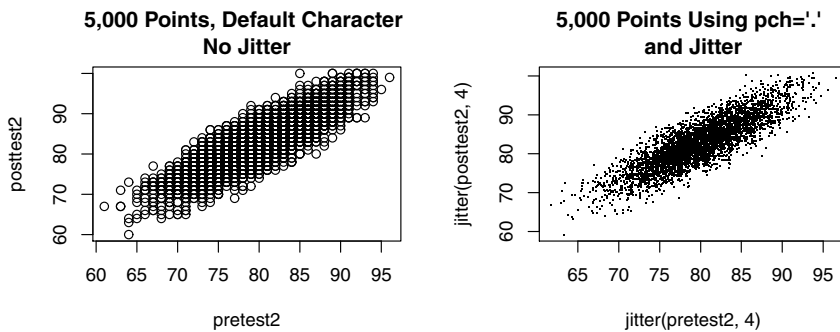 5,000 Points, Default Character
No Jitter
posttest2
90
80
70
60
60 65 70 75 80 85 90 95
pretest2
5,000 Points Using pch='.'
and Jitter
jitter(posttest2, 4)
90
80
70
60
65 70 75 80 85 90 95
jitter(pretest2, 4)